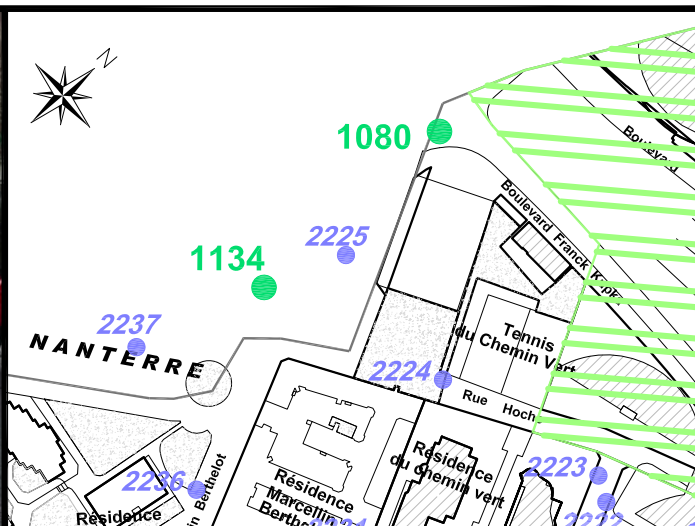 N
1080
Boulevard
Boulevard Franck Kupka
2225
1134
2237
NANTERRE
Tennis
du Chemin Vert
2224
Rue Hoch
Résidence
du chemin vert
2223
2236
Berthelot
Résidence
Marcellin
Résidence